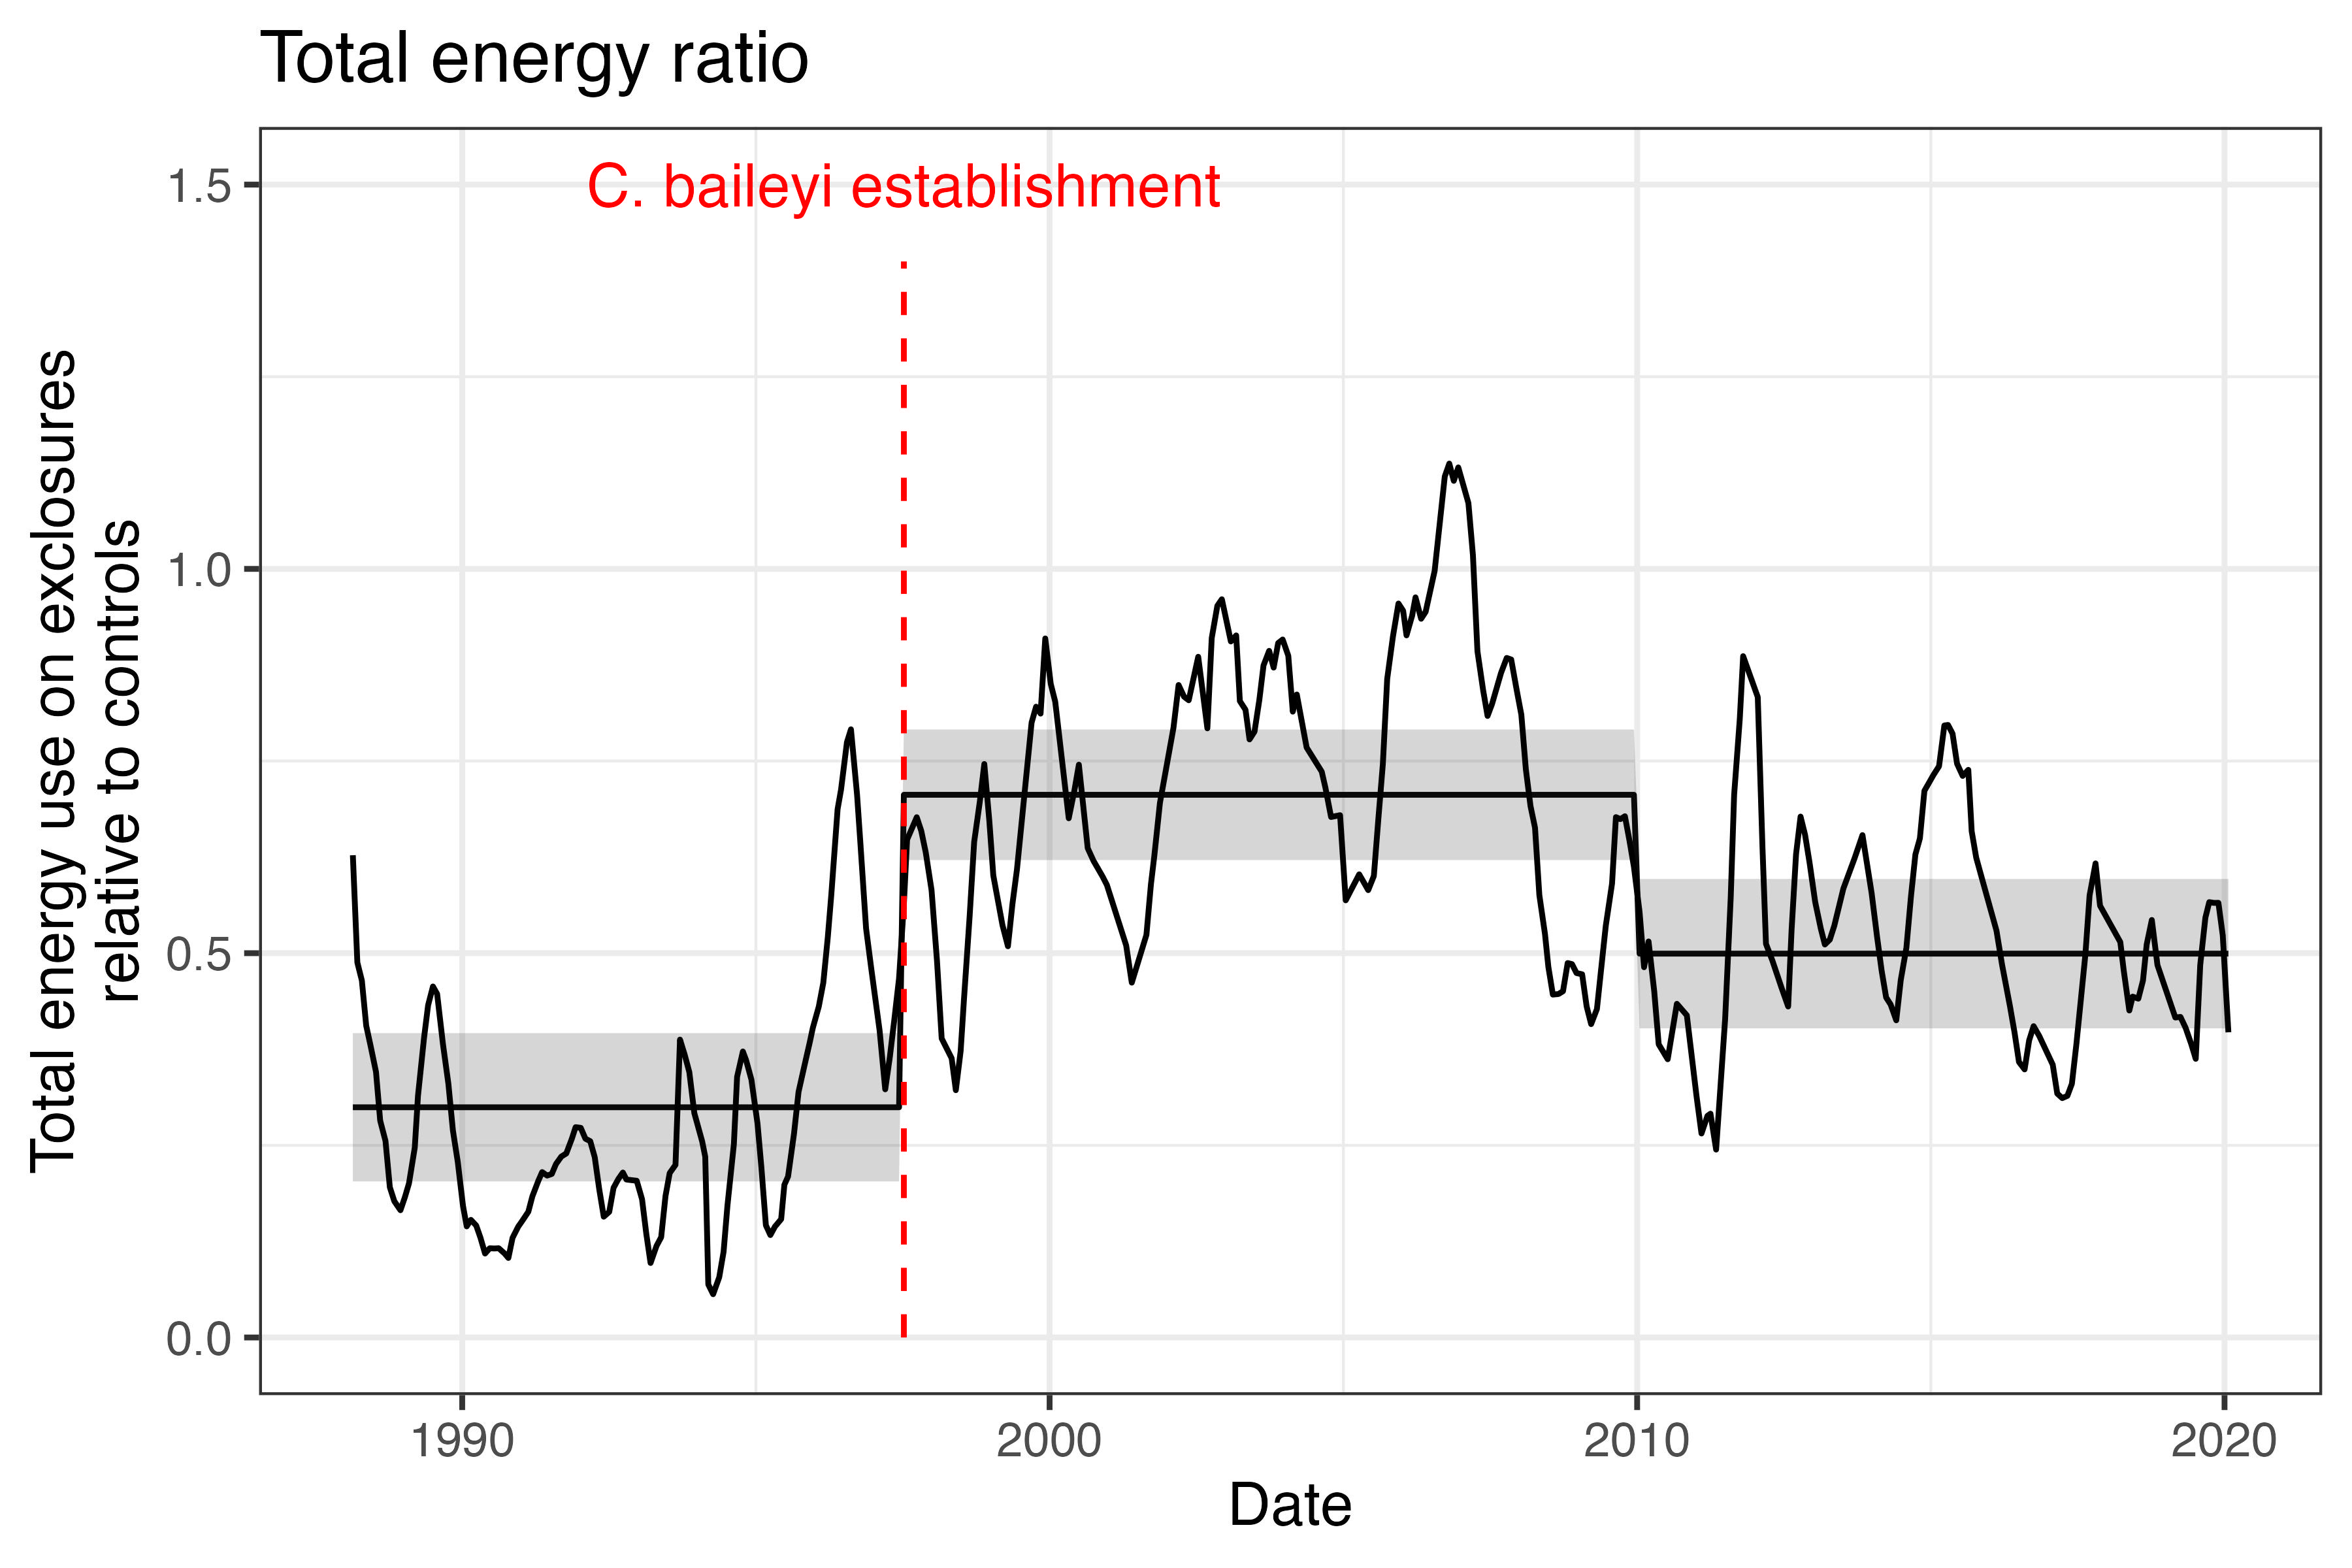 Total energy ratio
C. baileyi establishment
Total energy use on exclosures
relative to controls
1.5
1.0
0.5
0.0
1990
2000
2010
2020
Date